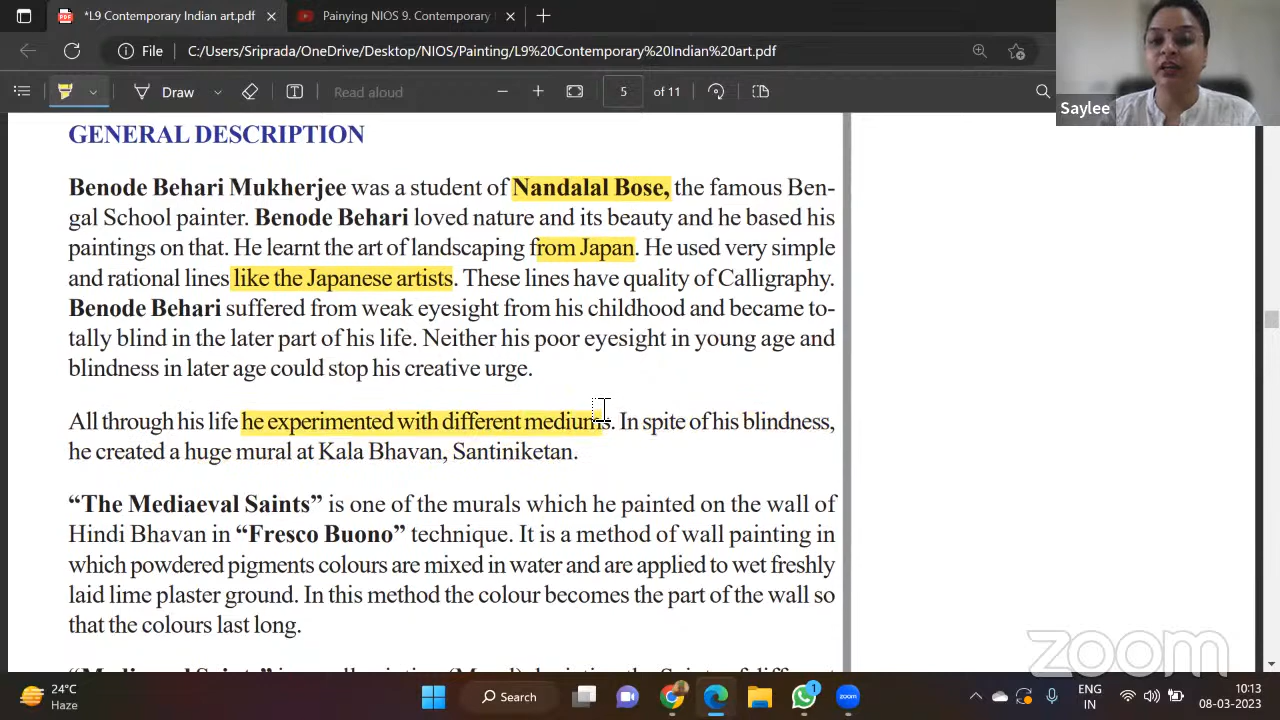 *L9 Contemporary Indian art.pdf
Painying NIOS 9. Contemporary
File
C:/Users/Sriprada/OneDrive/Desktop/NIOS/Painting/L9%20Contemporary%20Indian%20art.pdf
Draw
Read aloud
5
of 11
Saylee
GENERAL DESCRIPTION
Benode Behari Mukherjee was a student of Nandalal Bose, the famous Ben-
gal School painter. Benode Behari loved nature and its beauty and he based his
paintings on that. He learnt the art of landscaping from Japan. He used very simple
and rational lines like the Japanese artists. These lines have quality of Calligraphy.
Benode Behari suffered from weak eyesight from his childhood and became to-
tally blind in the later part of his life. Neither his poor eyesight in young age and
blindness in later age could stop his creative urge.
All through his life he experimented with different mediums. In spite of his blindness,
he created a huge mural at Kala Bhavan, Santiniketan.
“The Mediaeval Saints” is one of the murals which he painted on the wall of
Hindi Bhavan in “Fresco Buono” technique. It is a method of wall painting in
which powdered pigments colours are mixed in water and are applied to wet freshly
laid lime plaster ground. In this method the colour becomes the part of the wall so
that the colours last long.
zoom
24°C
Haze
Search
1
zoom
ENG
IN
10:13
08-03-2023